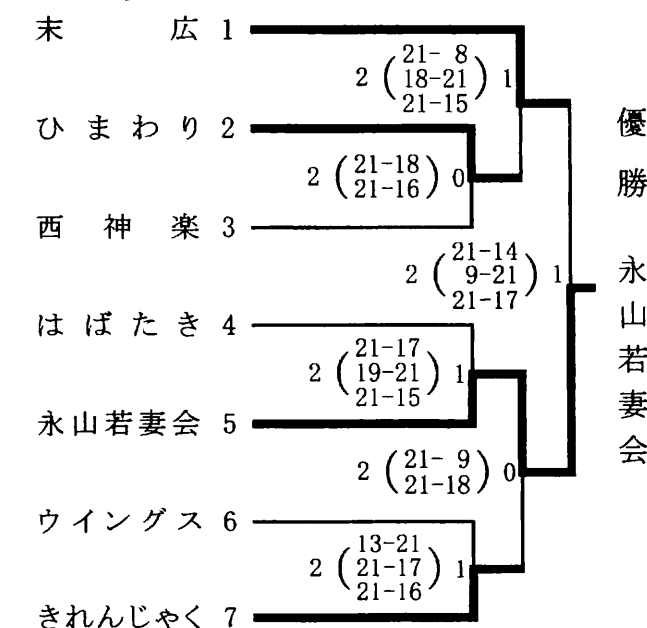 末広 1
2 (21- 8 18-21 21-15) 1
ひまわり 2
2 (21-18 21-16) 0
西神楽 3
2 (21-14 9-21 21-17) 1
はばたき 4
2 (21-17 19-21 21-15) 1
永山若妻会 5
2 (21- 9 21-18) 0
ウイングス 6
2 (13-21 21-17 21-16) 1
きれんじゃく 7
優勝 永山若妻会